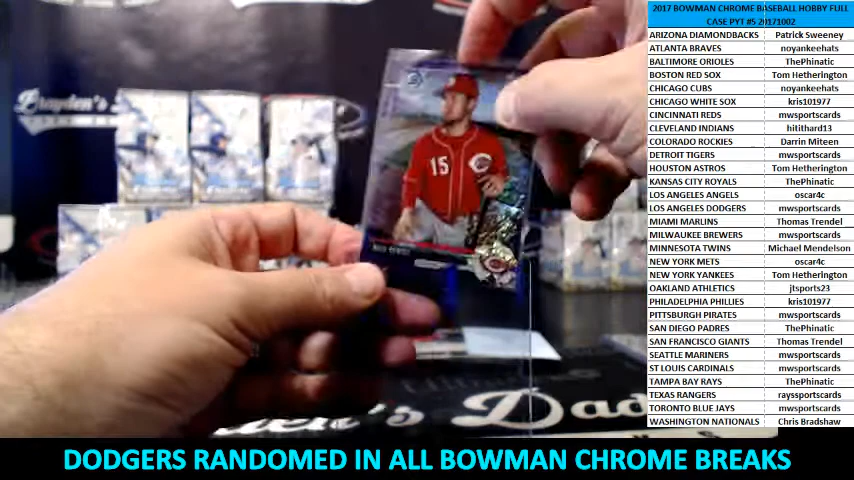 2017 BOWMAN CHROME BASEBALL HOBBY FULL
CASE PYT #5 20171002
ARIZONA DIAMONDBACKS Patrick Sweeney
ATLANTA BRAVES noyankeehats
BALTIMORE ORIOLES ThePhinatic
BOSTON RED SOX Tom Hetherington
CHICAGO CUBS noyankeehats
CHICAGO WHITE SOX kris101977
CINCINNATI REDS mwsportscards
CLEVELAND INDIANS hitithard13
COLORADO ROCKIES Darrin Miteen
DETROIT TIGERS mwsportscards
HOUSTON ASTROS Tom Hetherington
KANSAS CITY ROYALS ThePhinatic
LOS ANGELES ANGELS oscar4c
LOS ANGELES DODGERS mwsportscards
MIAMI MARLINS Thomas Trendel
MILWAUKEE BREWERS mwsportscards
MINNESOTA TWINS Michael Mendelson
NEW YORK METS oscar4c
NEW YORK YANKEES Tom Hetherington
OAKLAND ATHLETICS jtsports23
PHILADELPHIA PHILLIES kris101977
PITTSBURGH PIRATES mwsportscards
SAN DIEGO PADRES ThePhinatic
SAN FRANCISCO GIANTS Thomas Trendel
SEATTLE MARINERS mwsportscards
ST LOUIS CARDINALS mwsportscards
TAMPA BAY RAYS ThePhinatic
TEXAS RANGERS rayssportscards
TORONTO BLUE JAYS mwsportscards
WASHINGTON NATIONALS Chris Bradshaw
Brayden's
15
Dad
DODGERS RANDOMED IN ALL BOWMAN CHROME BREAKS